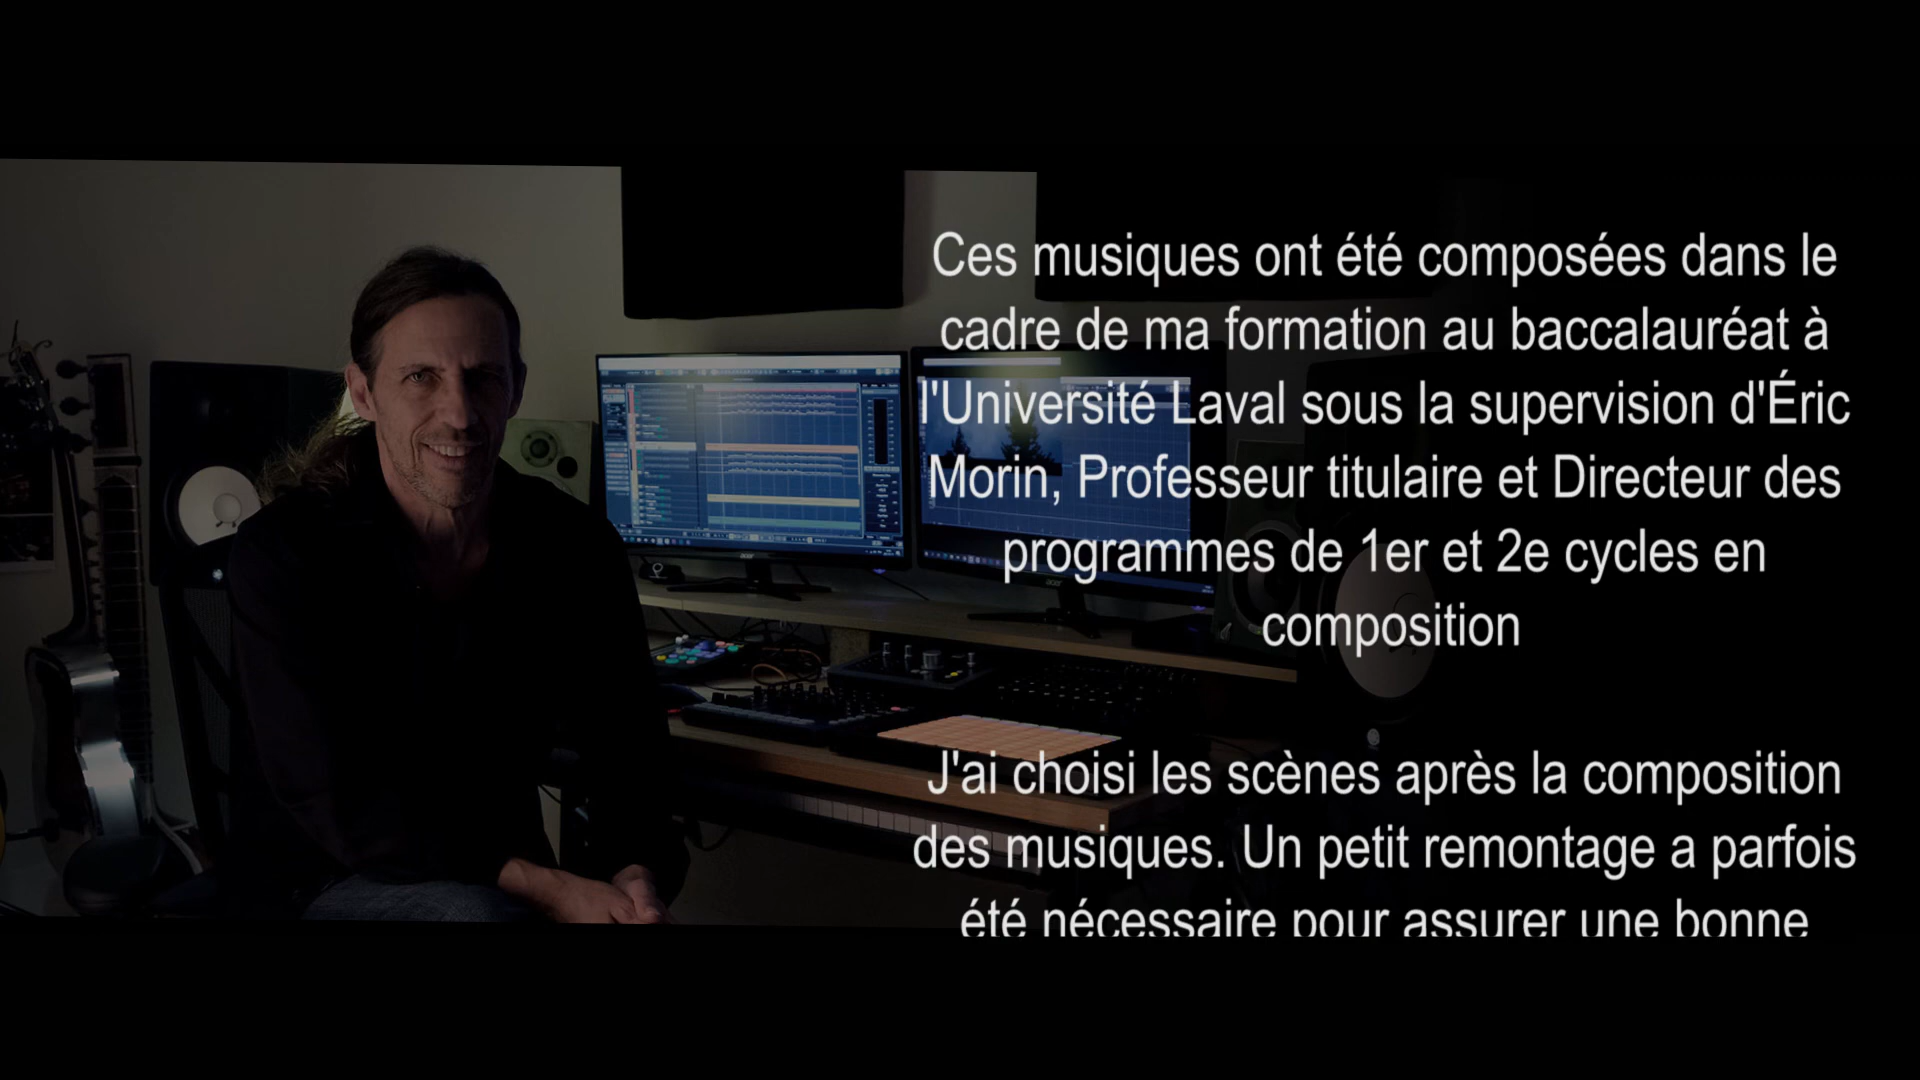 Ces musiques ont été composées dans le
cadre de ma formation au baccalauréat à
l'Université Laval sous la supervision d'Éric
Morin, Professeur titulaire et Directeur des
programmes de 1er et 2e cycles en
composition
J'ai choisi les scènes après la composition
des musiques. Un petit remontage a parfois
été nécessaire pour assurer une bonne